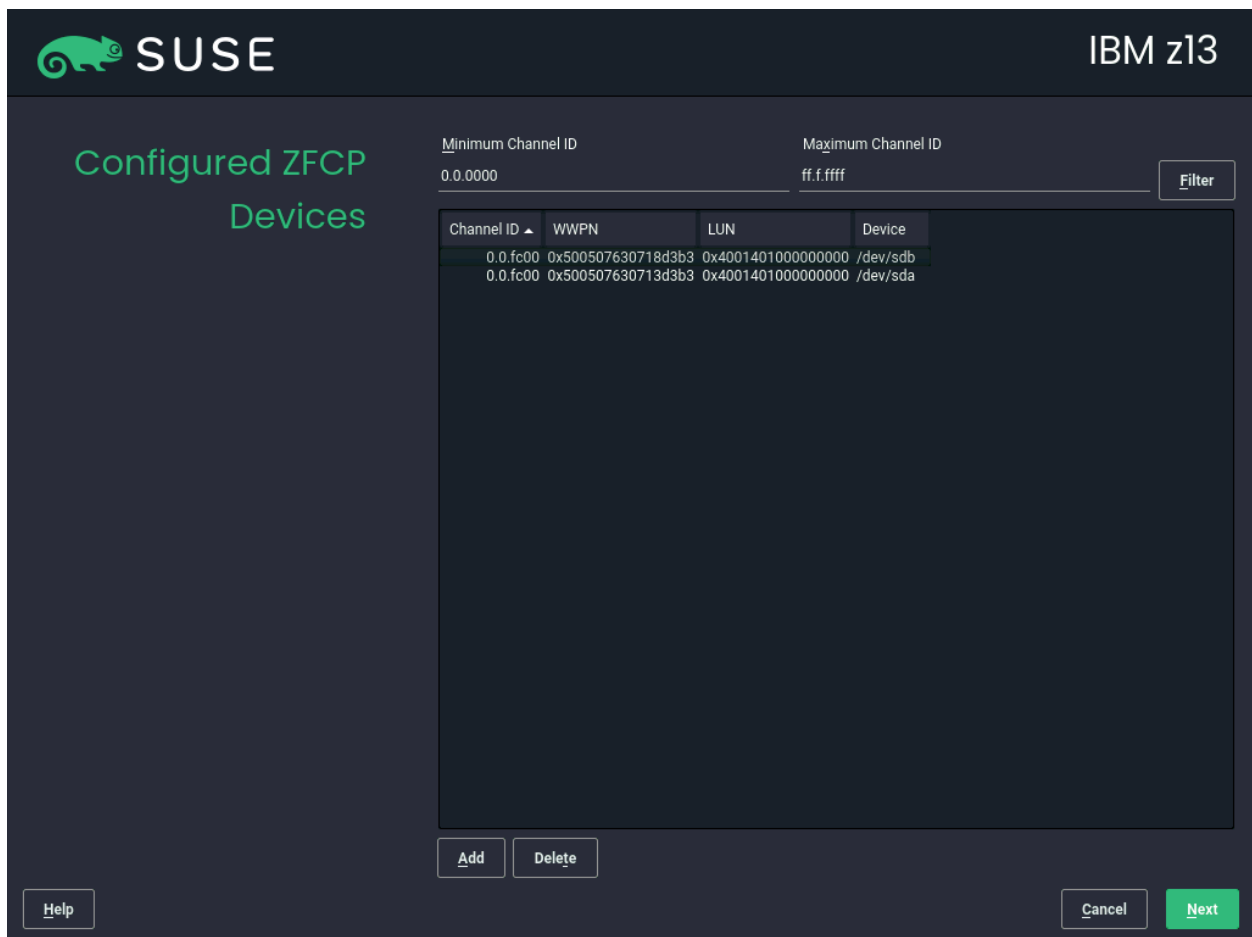 SUSE
IBM z13
Configured ZFCP
Devices
Minimum Channel ID
Maximum Channel ID
0.0.0000
ff.f.ffff
Filter
Channel ID WWPN LUN Device
0.0.fc00 0x500507630718d3b3 0x4001401000000000 /dev/sdb
0.0.fc00 0x500507630713d3b3 0x4001401000000000 /dev/sda
Add
Delete
Help
Cancel
Next